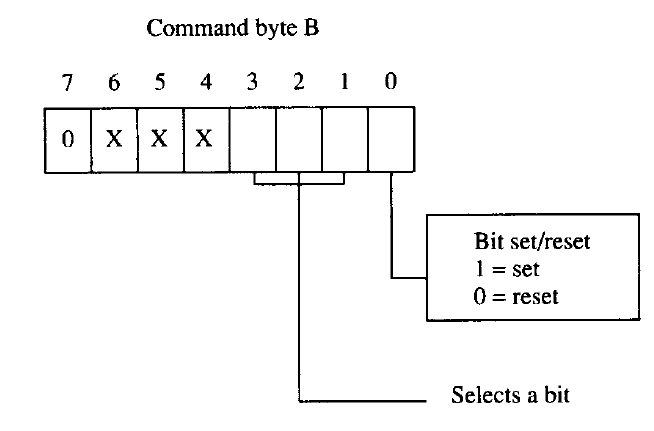 Command byte B
7 6 5 4 3 2 1 0
0 X X X
Bit set/reset
1 = set
0 = reset
Selects a bit